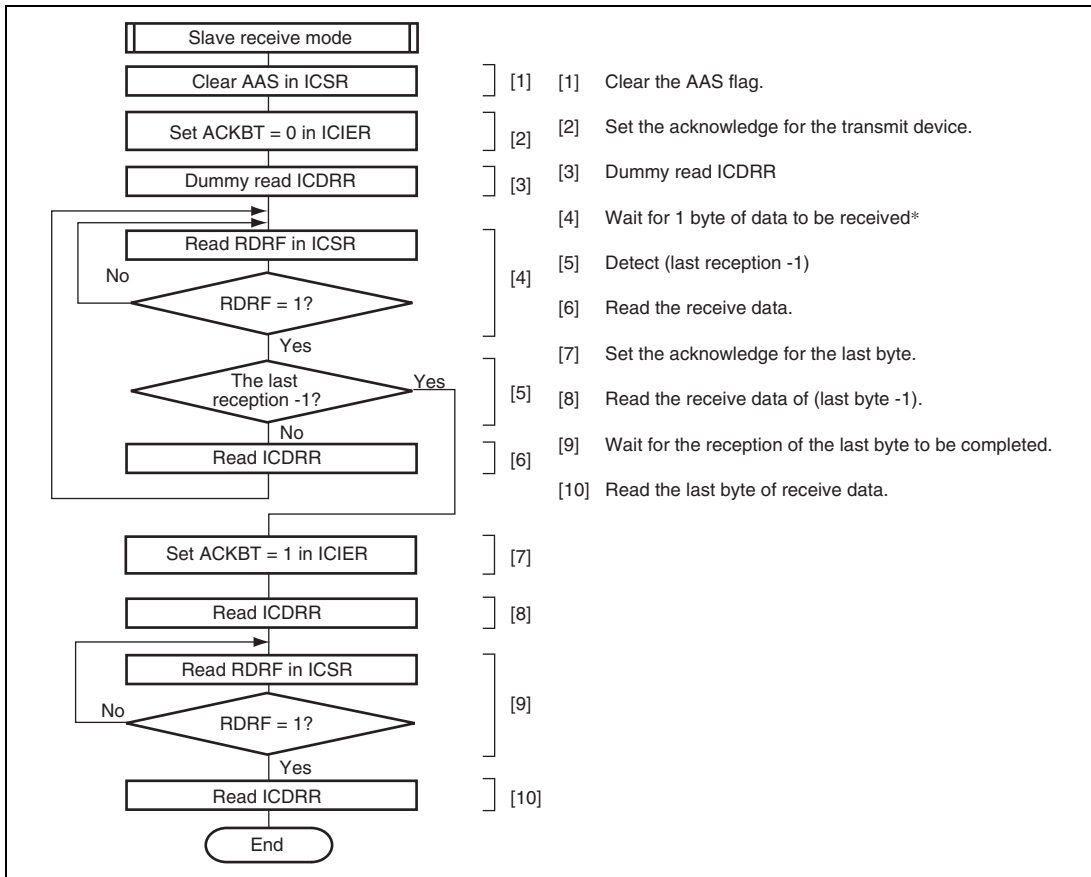 Slave receive mode
Clear AAS in ICSR
[1]
Set ACKBT = 0 in ICIER
[2]
Dummy read ICDRR
[3]
Read RDRF in ICSR
No
RDRF = 1?
[4]
Yes
The last
reception -1?
Yes
[5]
No
Read ICDRR
[6]
Set ACKBT = 1 in ICIER
[7]
Read ICDRR
[8]
Read RDRF in ICSR
No
RDRF = 1?
[9]
Yes
Read ICDRR
[10]
End
[1] Clear the AAS flag.
[2] Set the acknowledge for the transmit device.
[3] Dummy read ICDRR
[4] Wait for 1 byte of data to be received*
[5] Detect (last reception -1)
[6] Read the receive data.
[7] Set the acknowledge for the last byte.
[8] Read the receive data of (last byte -1).
[9] Wait for the reception of the last byte to be completed.
[10] Read the last byte of receive data.